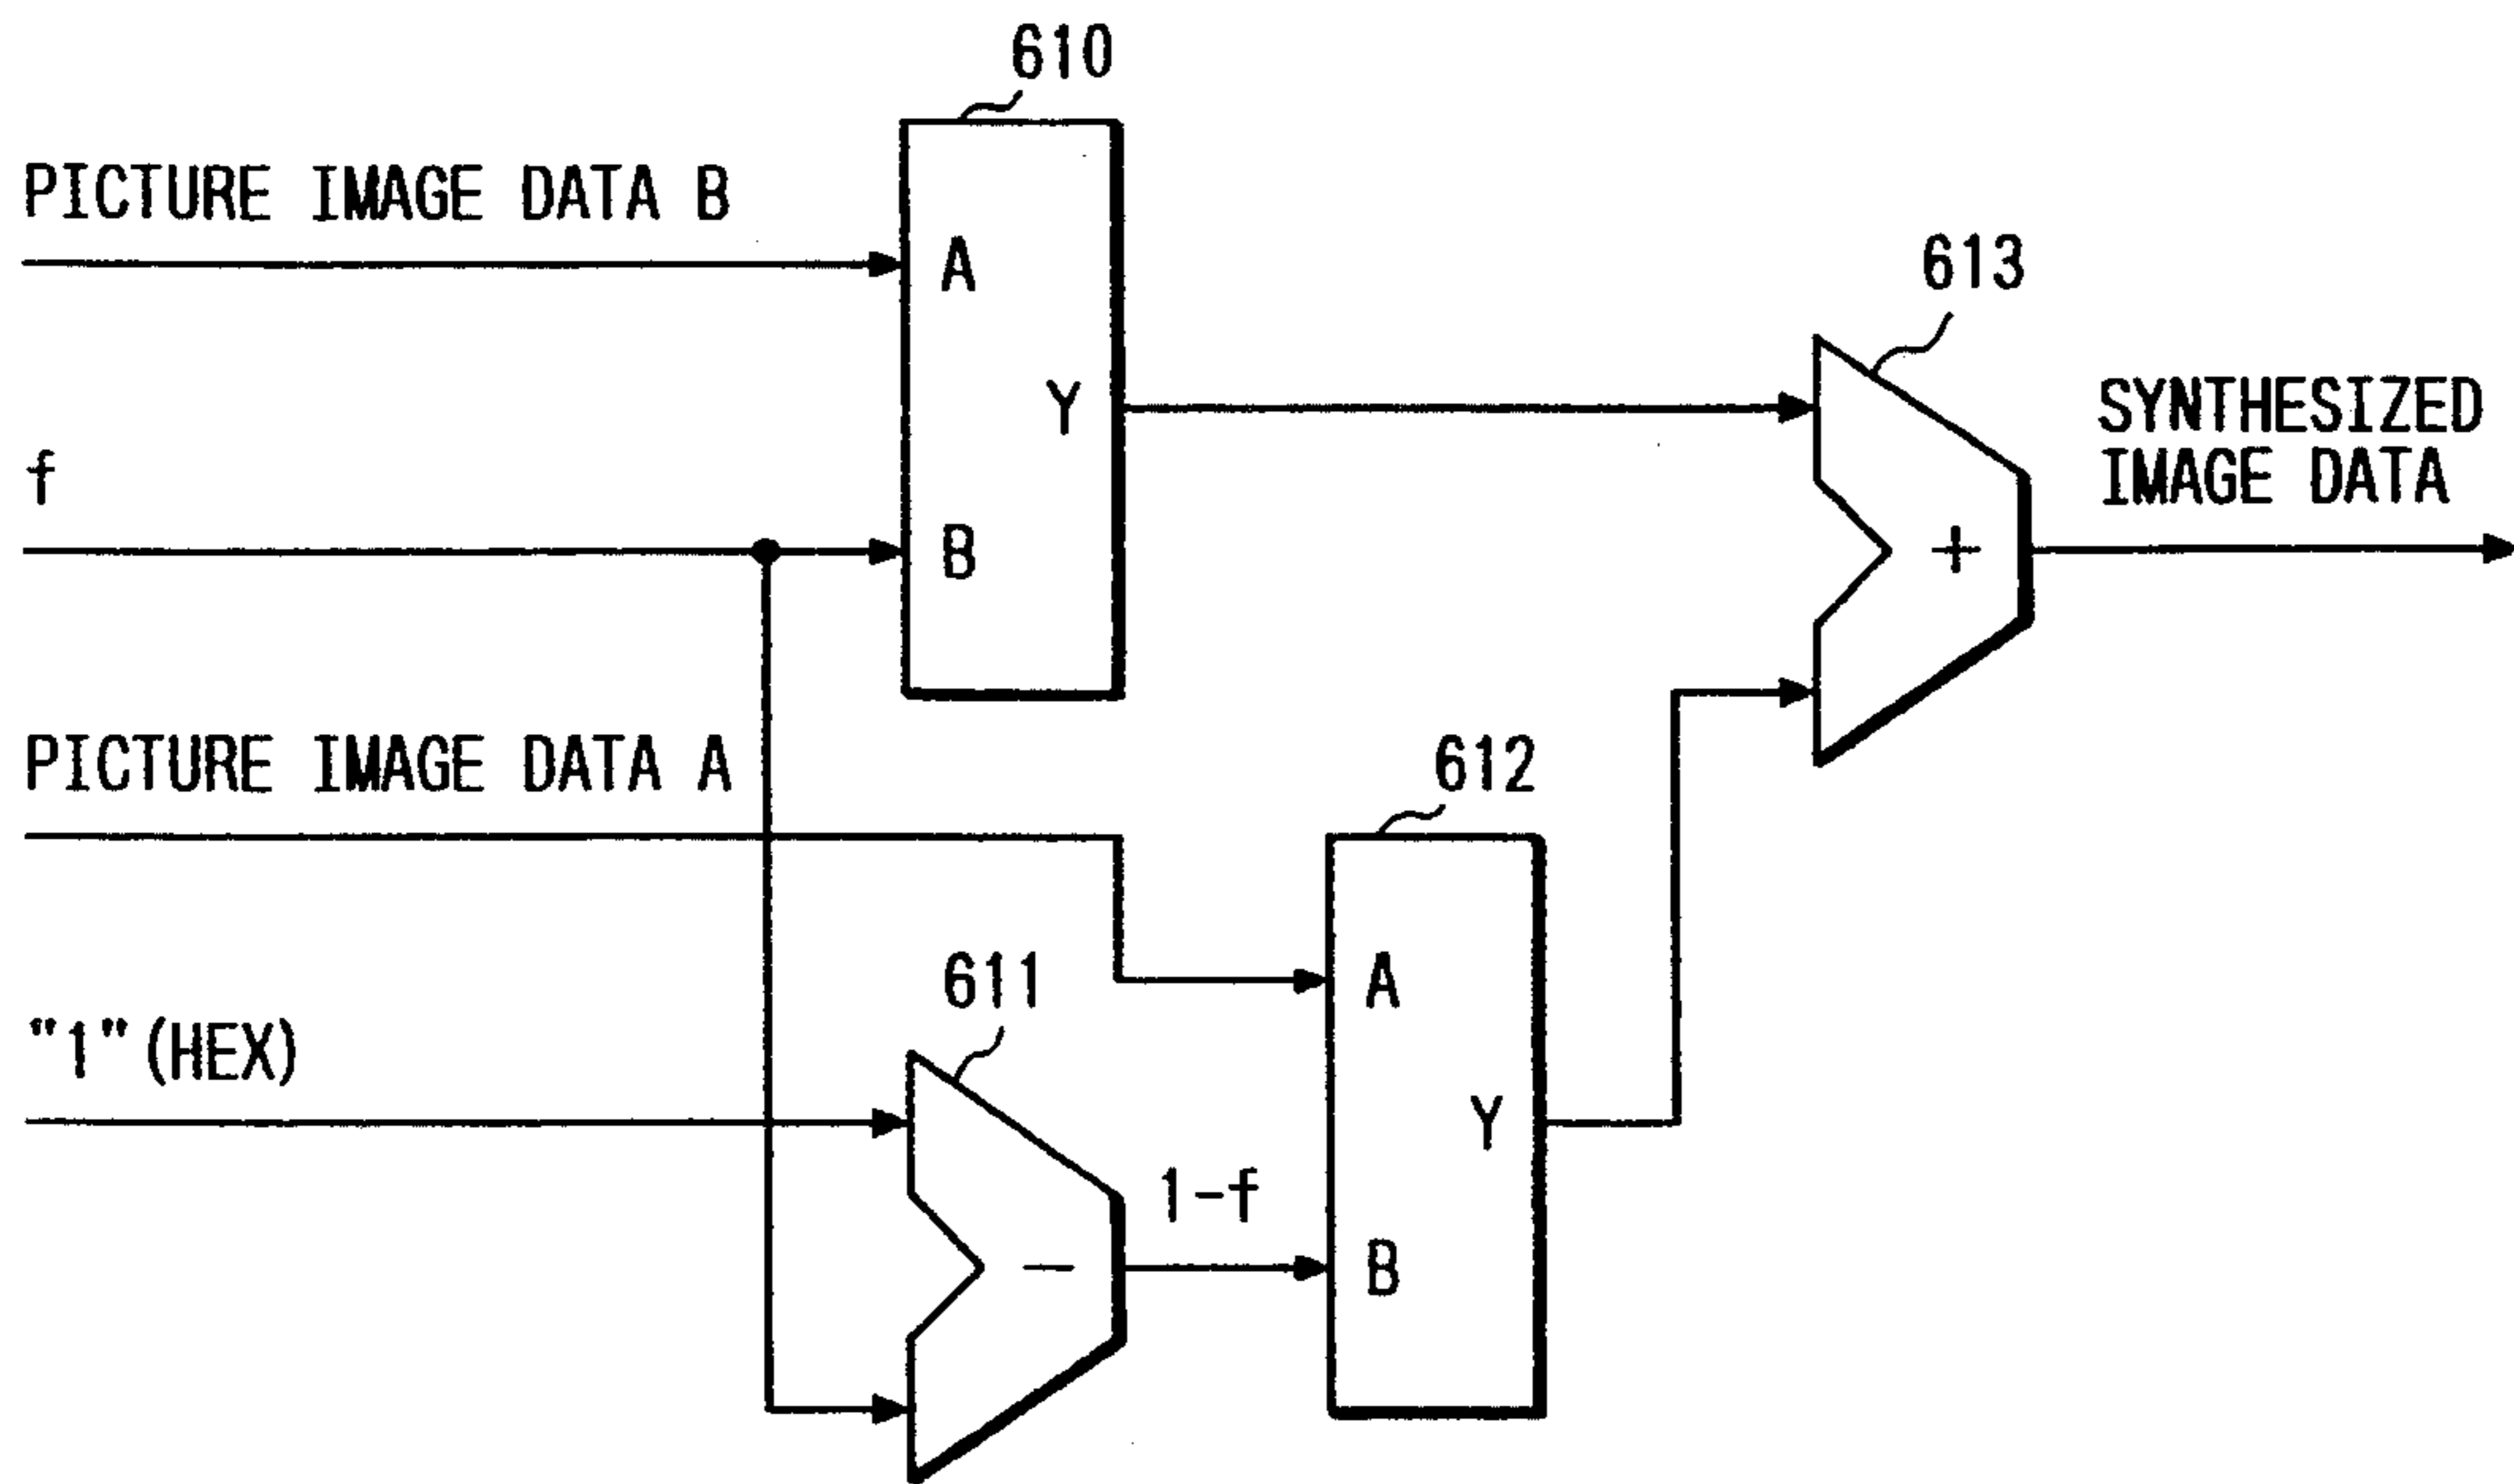 610
PICTURE IMAGE DATA B
A
613
Y
SYNTHESIZED
IMAGE DATA
f
B
+
PICTURE IMAGE DATA A
612
611
A
"1"(HEX)
Y
1-f
−
B